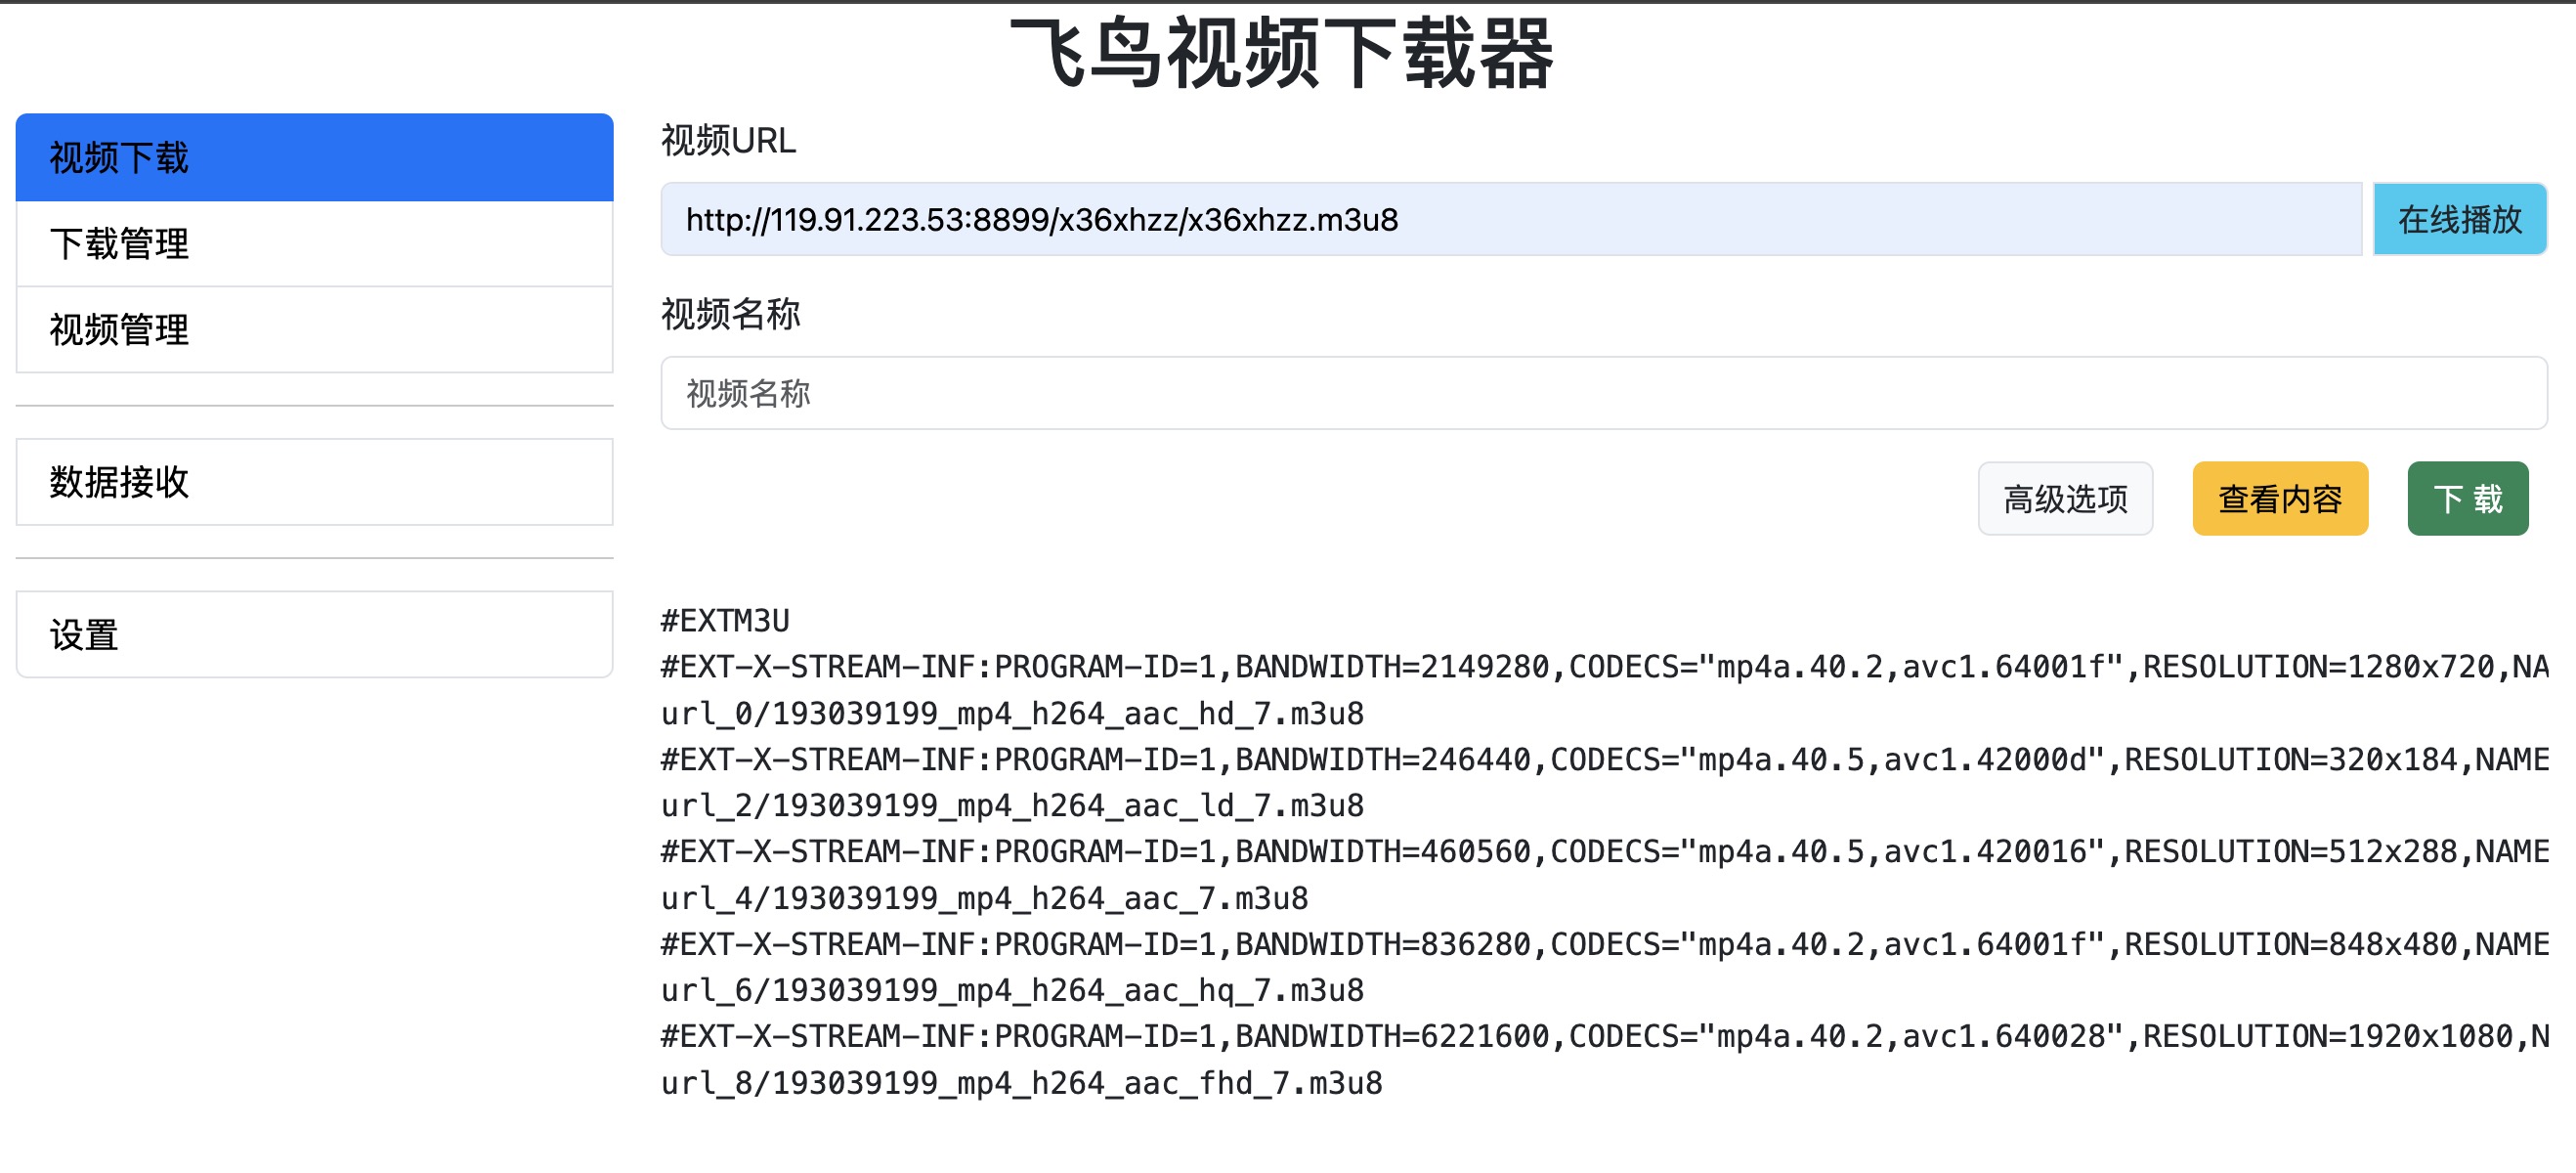 飞鸟视频下载器
视频下载
下载管理
视频管理
数据接收
设置
视频URL
http://119.91.223.53:8899/x36xhzz/x36xhzz.m3u8
在线播放
视频名称
视频名称
高级选项
查看内容
下 载
#EXTM3U
#EXT-X-STREAM-INF:PROGRAM-ID=1,BANDWIDTH=2149280,CODECS="mp4a.40.2,avc1.64001f",RESOLUTION=1280x720,NA
url_0/193039199_mp4_h264_aac_hd_7.m3u8
#EXT-X-STREAM-INF:PROGRAM-ID=1,BANDWIDTH=246440,CODECS="mp4a.40.5,avc1.42000d",RESOLUTION=320x184,NAME
url_2/193039199_mp4_h264_aac_ld_7.m3u8
#EXT-X-STREAM-INF:PROGRAM-ID=1,BANDWIDTH=460560,CODECS="mp4a.40.5,avc1.420016",RESOLUTION=512x288,NAME
url_4/193039199_mp4_h264_aac_7.m3u8
#EXT-X-STREAM-INF:PROGRAM-ID=1,BANDWIDTH=836280,CODECS="mp4a.40.2,avc1.64001f",RESOLUTION=848x480,NAME
url_6/193039199_mp4_h264_aac_hq_7.m3u8
#EXT-X-STREAM-INF:PROGRAM-ID=1,BANDWIDTH=6221600,CODECS="mp4a.40.2,avc1.640028",RESOLUTION=1920x1080,N
url_8/193039199_mp4_h264_aac_fhd_7.m3u8